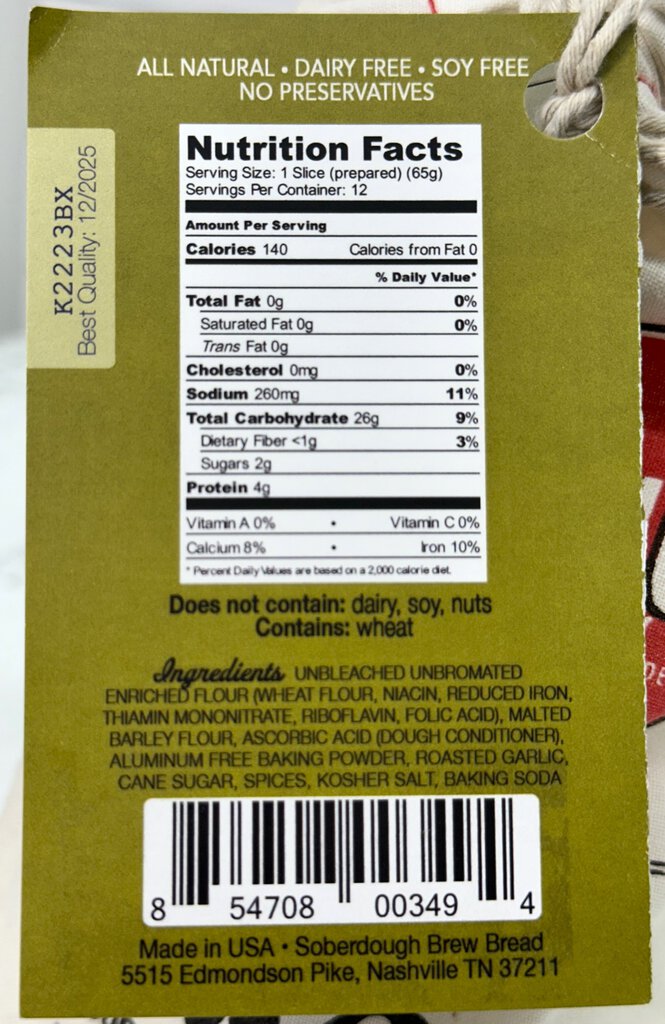 ALL NATURAL • DAIRY FREE • SOY FREE
NO PRESERVATIVES
K2223BX
Best Quality: 12/2025
Nutrition Facts
Serving Size: 1 Slice (prepared) (65g)
Servings Per Container: 12
Amount Per Serving
Calories 140 Calories from Fat 0
% Daily Value*
Total Fat 0g 0%
Saturated Fat 0g 0%
Trans Fat 0g
Cholesterol 0mg 0%
Sodium 260mg 11%
Total Carbohydrate 26g 9%
Dietary Fiber <1g 3%
Sugars 2g
Protein 4g
Vitamin A 0% • Vitamin C 0%
Calcium 8% • Iron 10%
* Percent Daily Values are based on a 2,000 calorie diet.
Does not contain: dairy, soy, nuts
Contains: wheat
Ingredients UNBLEACHED UNBROMATED
ENRICHED FLOUR (WHEAT FLOUR, NIACIN, REDUCED IRON,
THIAMIN MONONITRATE, RIBOFLAVIN, FOLIC ACID), MALTED
BARLEY FLOUR, ASCORBIC ACID (DOUGH CONDITIONER),
ALUMINUM FREE BAKING POWDER, ROASTED GARLIC,
CANE SUGAR, SPICES, KOSHER SALT, BAKING SODA
8 54708 00349 4
Made in USA • Soberdough Brew Bread
5515 Edmondson Pike, Nashville TN 37211